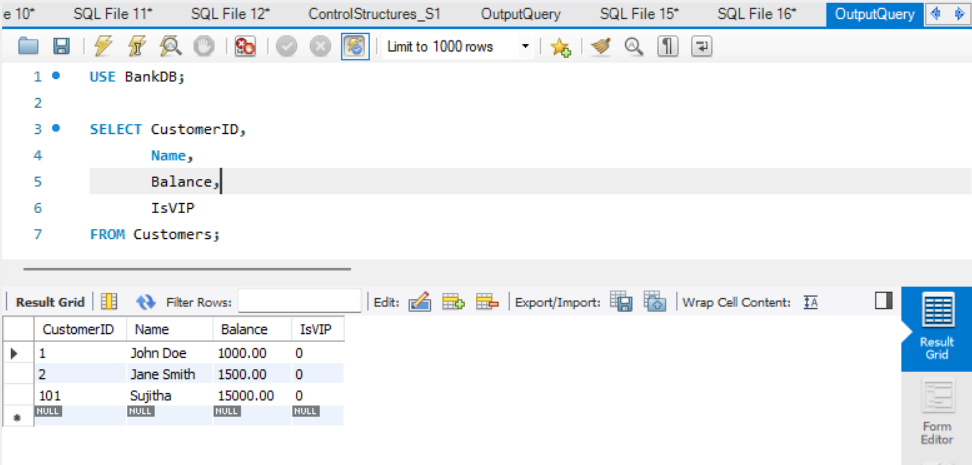 e 10* SQL File 11* SQL File 12* ControlStructures_S1 OutputQuery SQL File 15* SQL File 16* OutputQuery
Limit to 1000 rows
1 USE BankDB;
2
3 SELECT CustomerID,
4 Name,
5 Balance,
6 IsVIP
7 FROM Customers;
Result Grid Filter Rows: Edit: Export/Import: Wrap Cell Content:
CustomerID Name Balance IsVIP
1 John Doe 1000.00 0
2 Jane Smith 1500.00 0
101 Sujitha 15000.00 0
NULL NULL NULL NULL
Result
Grid
Form
Editor